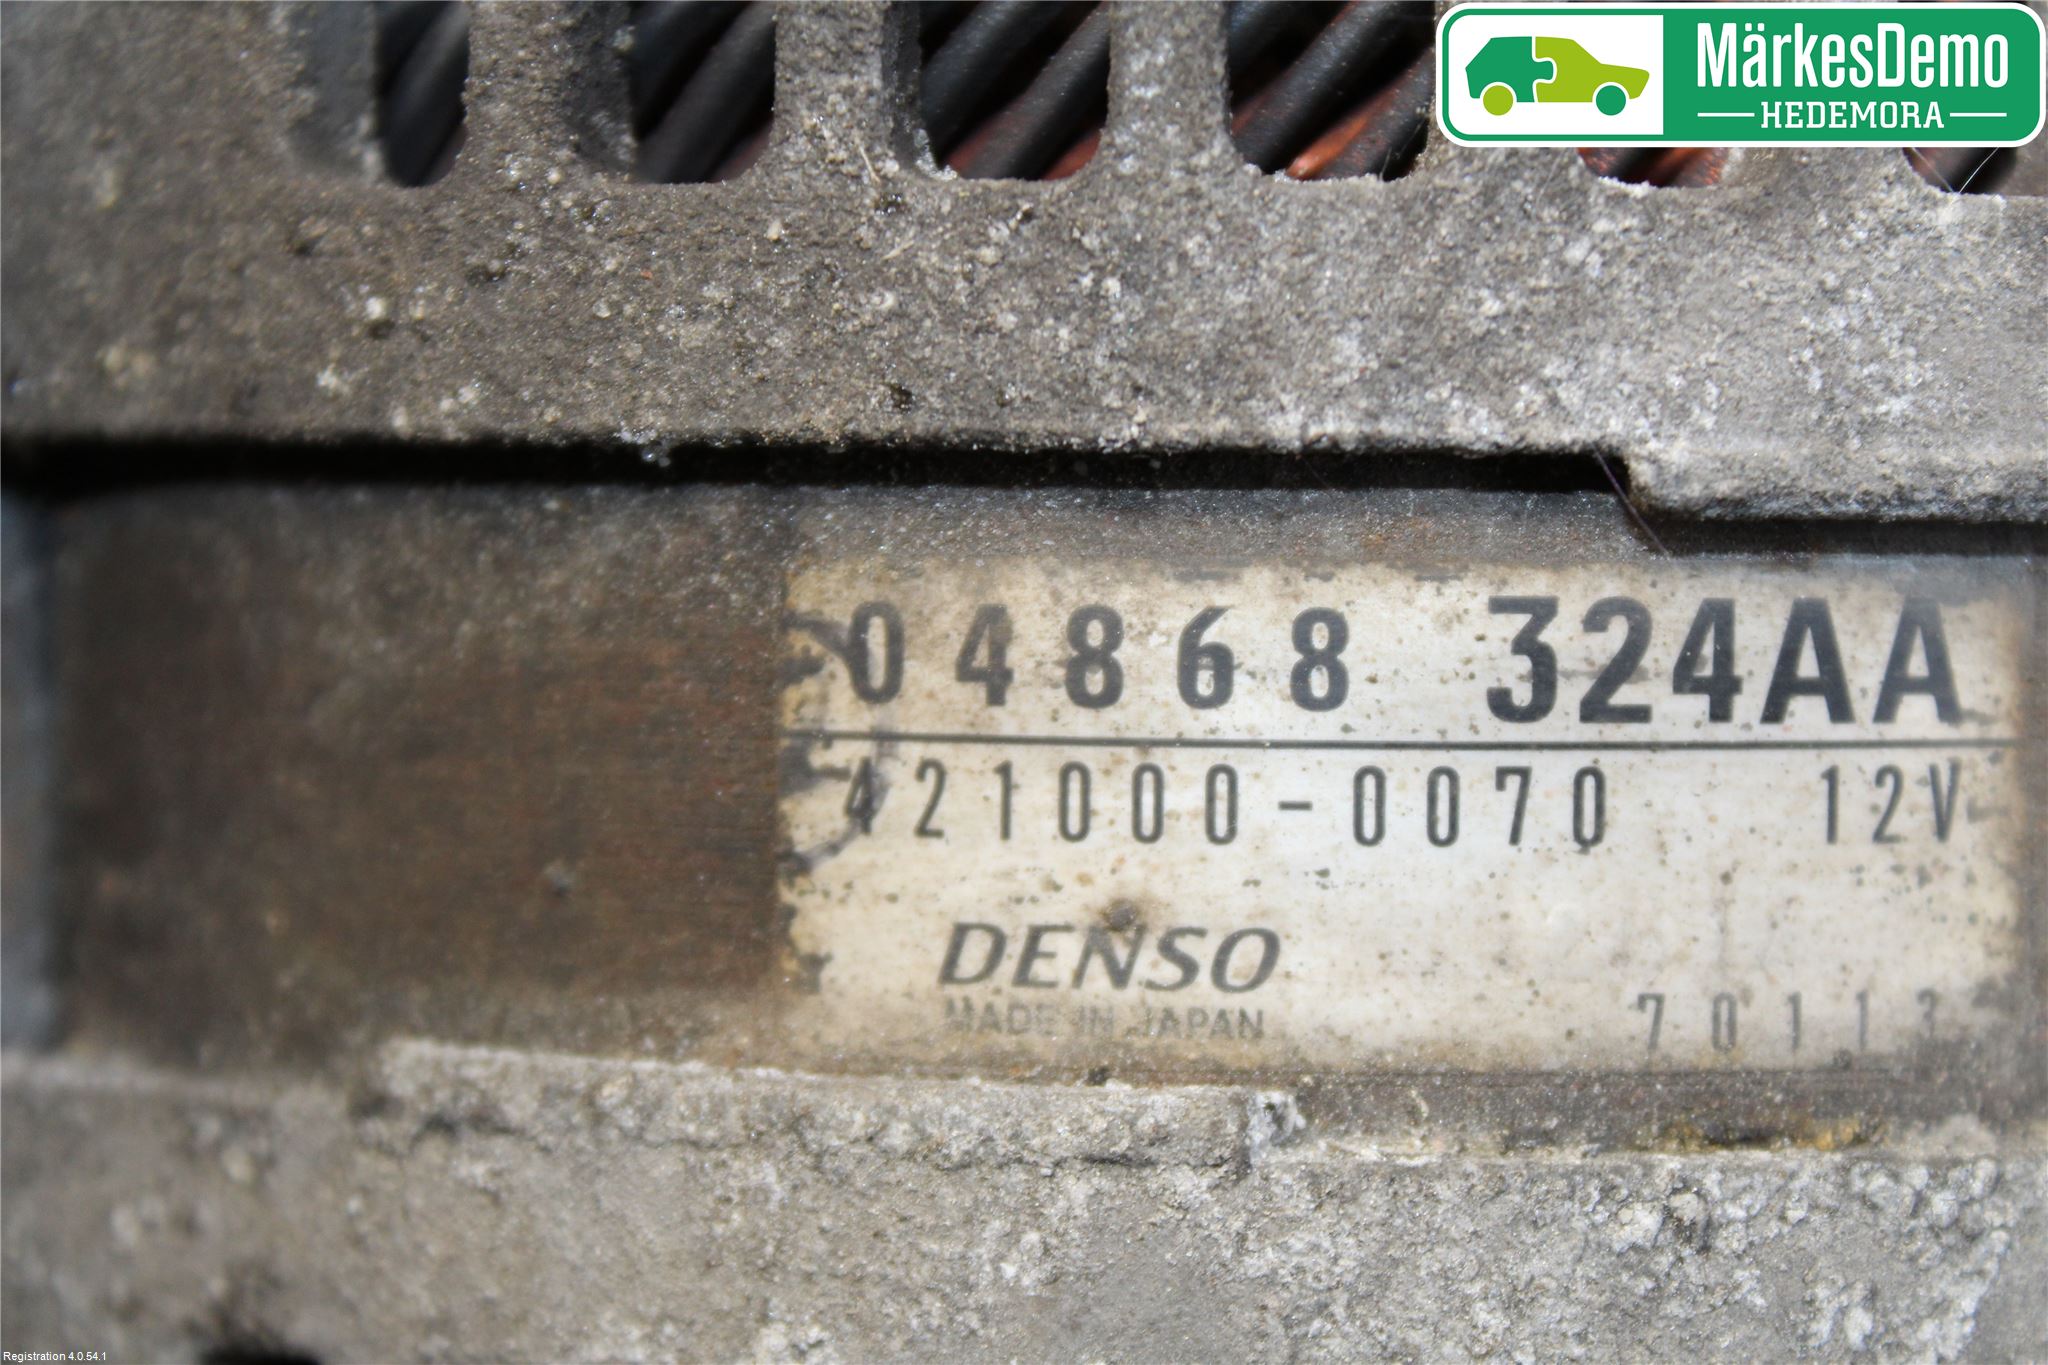 MärkesDemo
HEDEMORA
04868 324AA
421000-0070 12V
DENSO
MADE IN JAPAN
70113
Registration 4.0.54.1